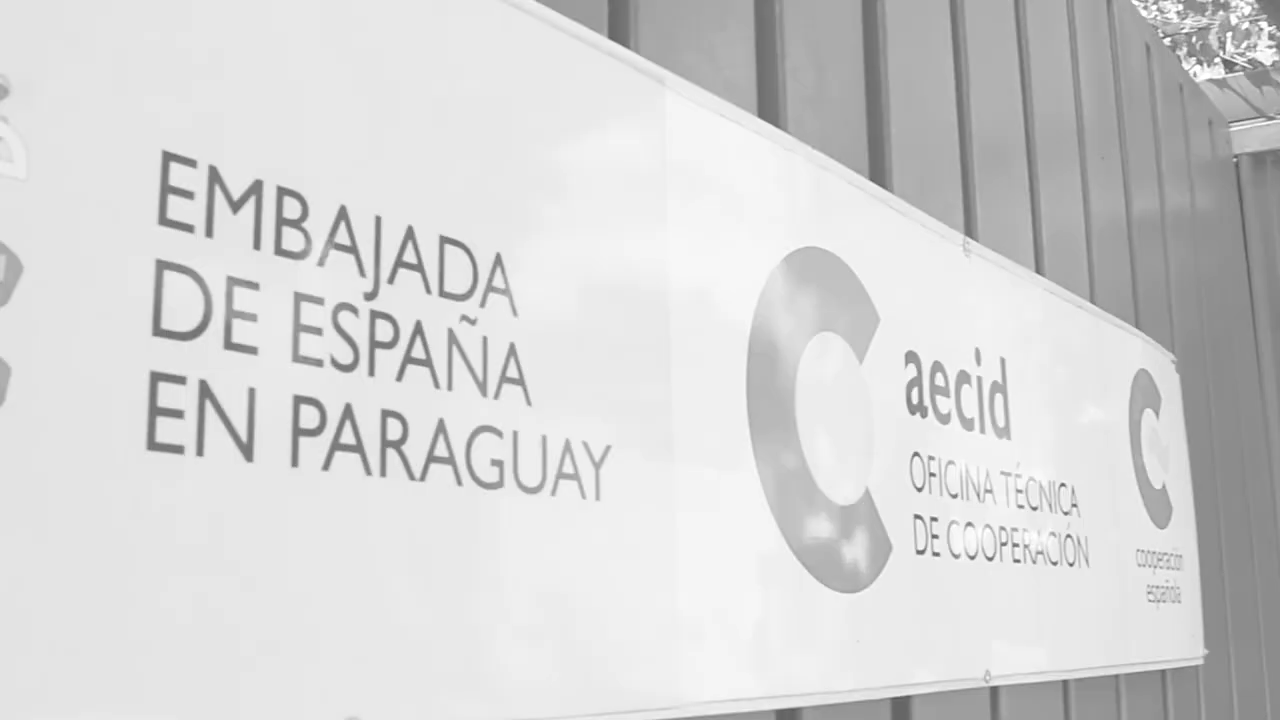 EMBAJADA
DE ESPAÑA
EN PARAGUAY
aecid
OFICINA TÉCNICA
DE COOPERACIÓN
cooperación
española